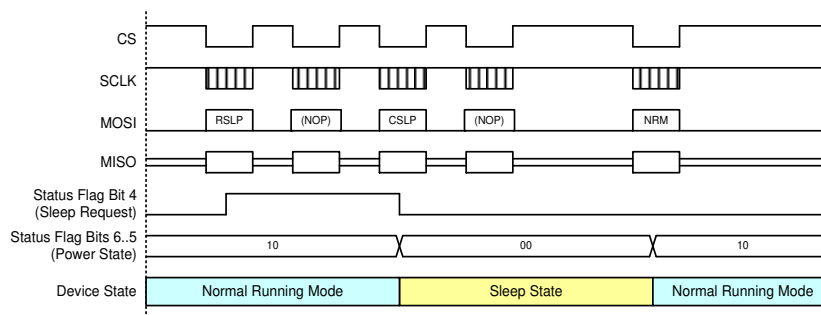 CS
SCLK
MOSI RSLP (NOP) CSLP (NOP) NRM
MISO
Status Flag Bit 4
(Sleep Request)
Status Flag Bits 6..5
(Power State) 10 00 10
Device State Normal Running Mode Sleep State Normal Running Mode